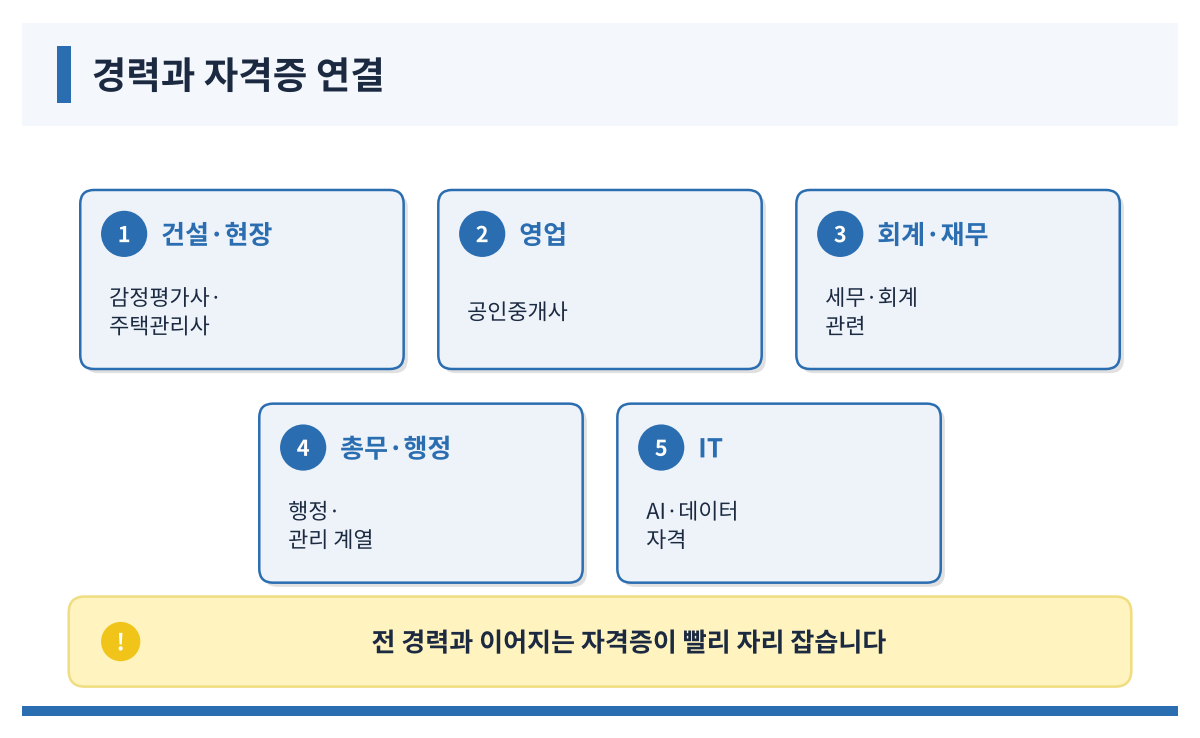 경력과 자격증 연결
1 건설·현장
감정평가사·
주택관리사
2 영업
공인중개사
3 회계·재무
세무·회계
관련
4 총무·행정
행정·
관리 계열
5 IT
AI·데이터
자격
! 전 경력과 이어지는 자격증이 빨리 자리 잡습니다